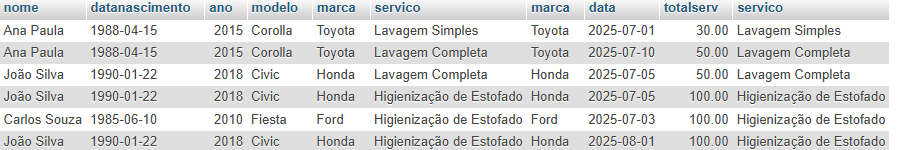 nome datanascimento ano modelo marca servico marca data totalserv servico
Ana Paula 1988-04-15 2015 Corolla Toyota Lavagem Simples Toyota 2025-07-01 30.00 Lavagem Simples
Ana Paula 1988-04-15 2015 Corolla Toyota Lavagem Completa Toyota 2025-07-10 50.00 Lavagem Completa
João Silva 1990-01-22 2018 Civic Honda Lavagem Completa Honda 2025-07-05 50.00 Lavagem Completa
João Silva 1990-01-22 2018 Civic Honda Higienização de Estofado Honda 2025-07-05 100.00 Higienização de Estofado
Carlos Souza 1985-06-10 2010 Fiesta Ford Higienização de Estofado Ford 2025-07-03 100.00 Higienização de Estofado
João Silva 1990-01-22 2018 Civic Honda Higienização de Estofado Honda 2025-08-01 100.00 Higienização de Estofado